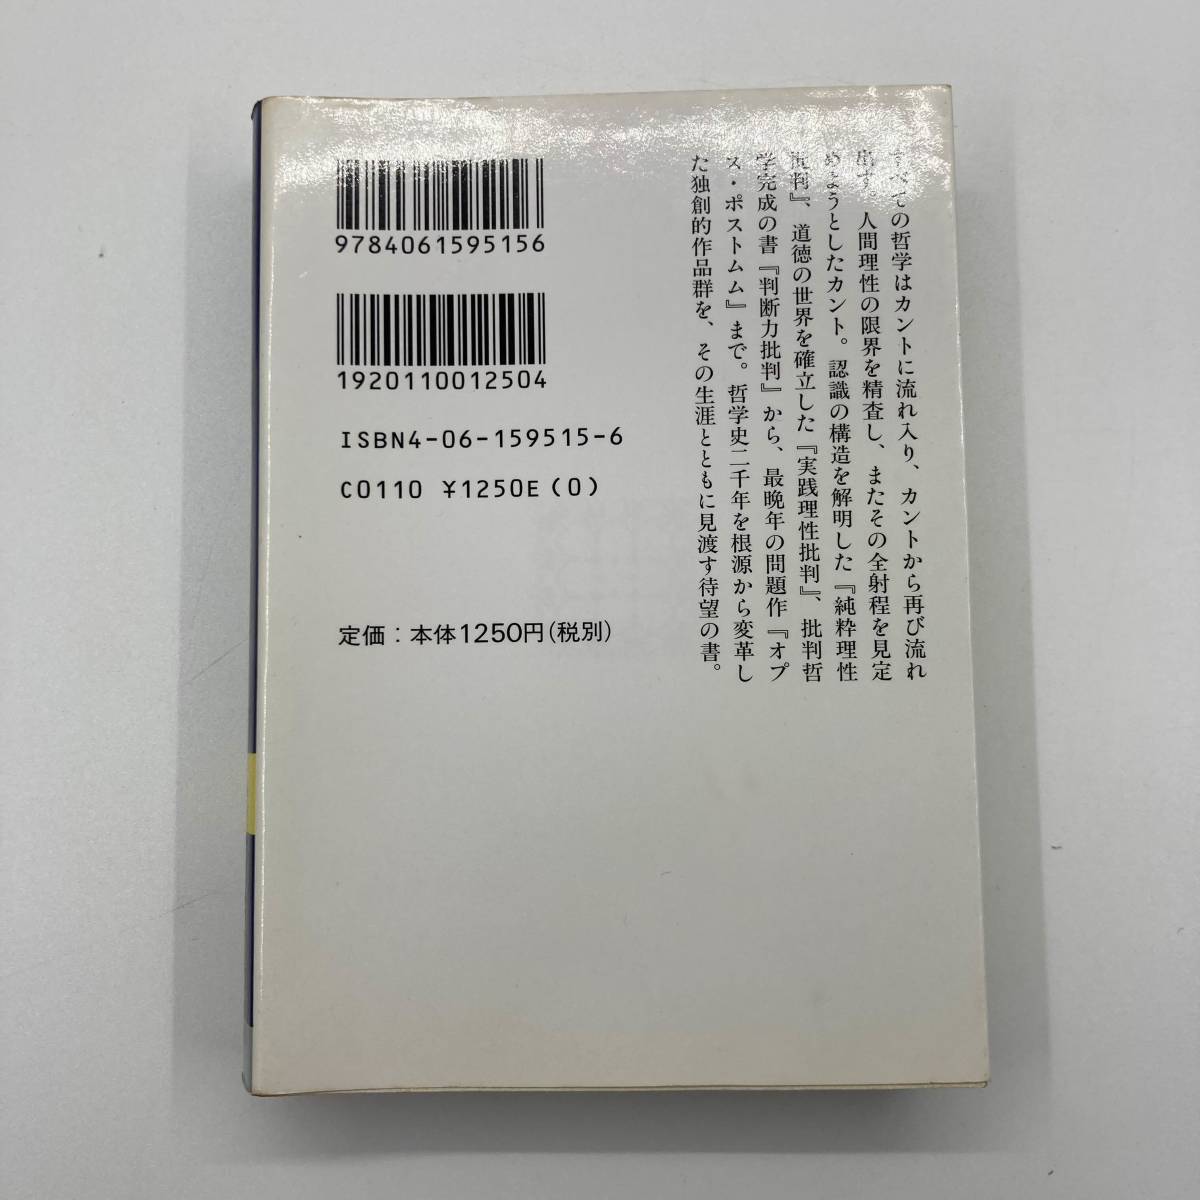 すべての哲学はカントに流れ入り、カントから再び流れ
出す。人間理性の限界を精査し、またその全射程を見定
めようとしたカント。認識の構造を解明した『純粋理性
批判』、道徳の世界を確立した『実践理性批判』、批判哲
学完成の書『判断力批判』から、最晩年の問題作『オプ
ス・ポストムム』まで。哲学史二千年を根源から変革し
た独創的作品群を、その生涯とともに見渡す待望の書。
9784061595156
1920110012504
ISBN4-06-159515-6
C0110 ¥1250E (0)
定価:本体1250円(税別)